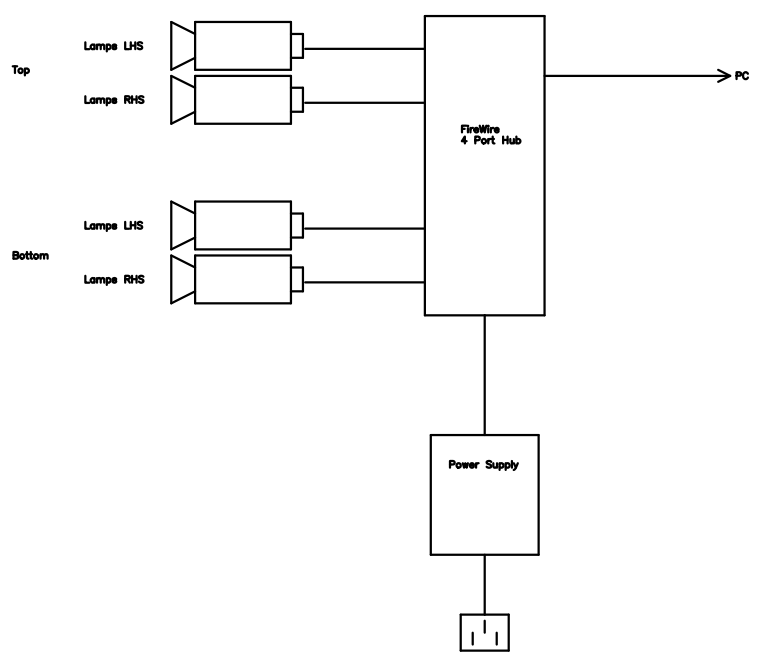 Top
Lampe LHS
Lampe RHS
FireWire
4 Port Hub
PC
Bottom
Lampe LHS
Lampe RHS
Power Supply